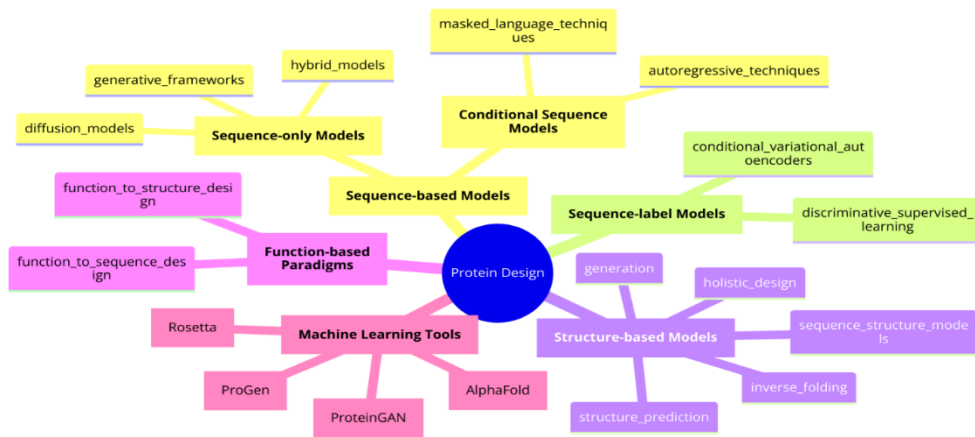 masked_language_techniq
ues
hybrid_models
generative_frameworks
autoregressive_techniques
diffusion_models
Sequence-only Models
Conditional Sequence
Models
conditional_variational_aut
oencoders
function_to_structure_desi
gn
Sequence-based Models
Sequence-label Models
discriminative_supervised_
learning
function_to_sequence_des
ign
Function-based
Paradigms
Protein Design
generation
holistic_design
Rosetta
Machine Learning Tools
Structure-based Models
sequence_structure_mode
ls
ProGen
AlphaFold
inverse_folding
ProteinGAN
structure_prediction